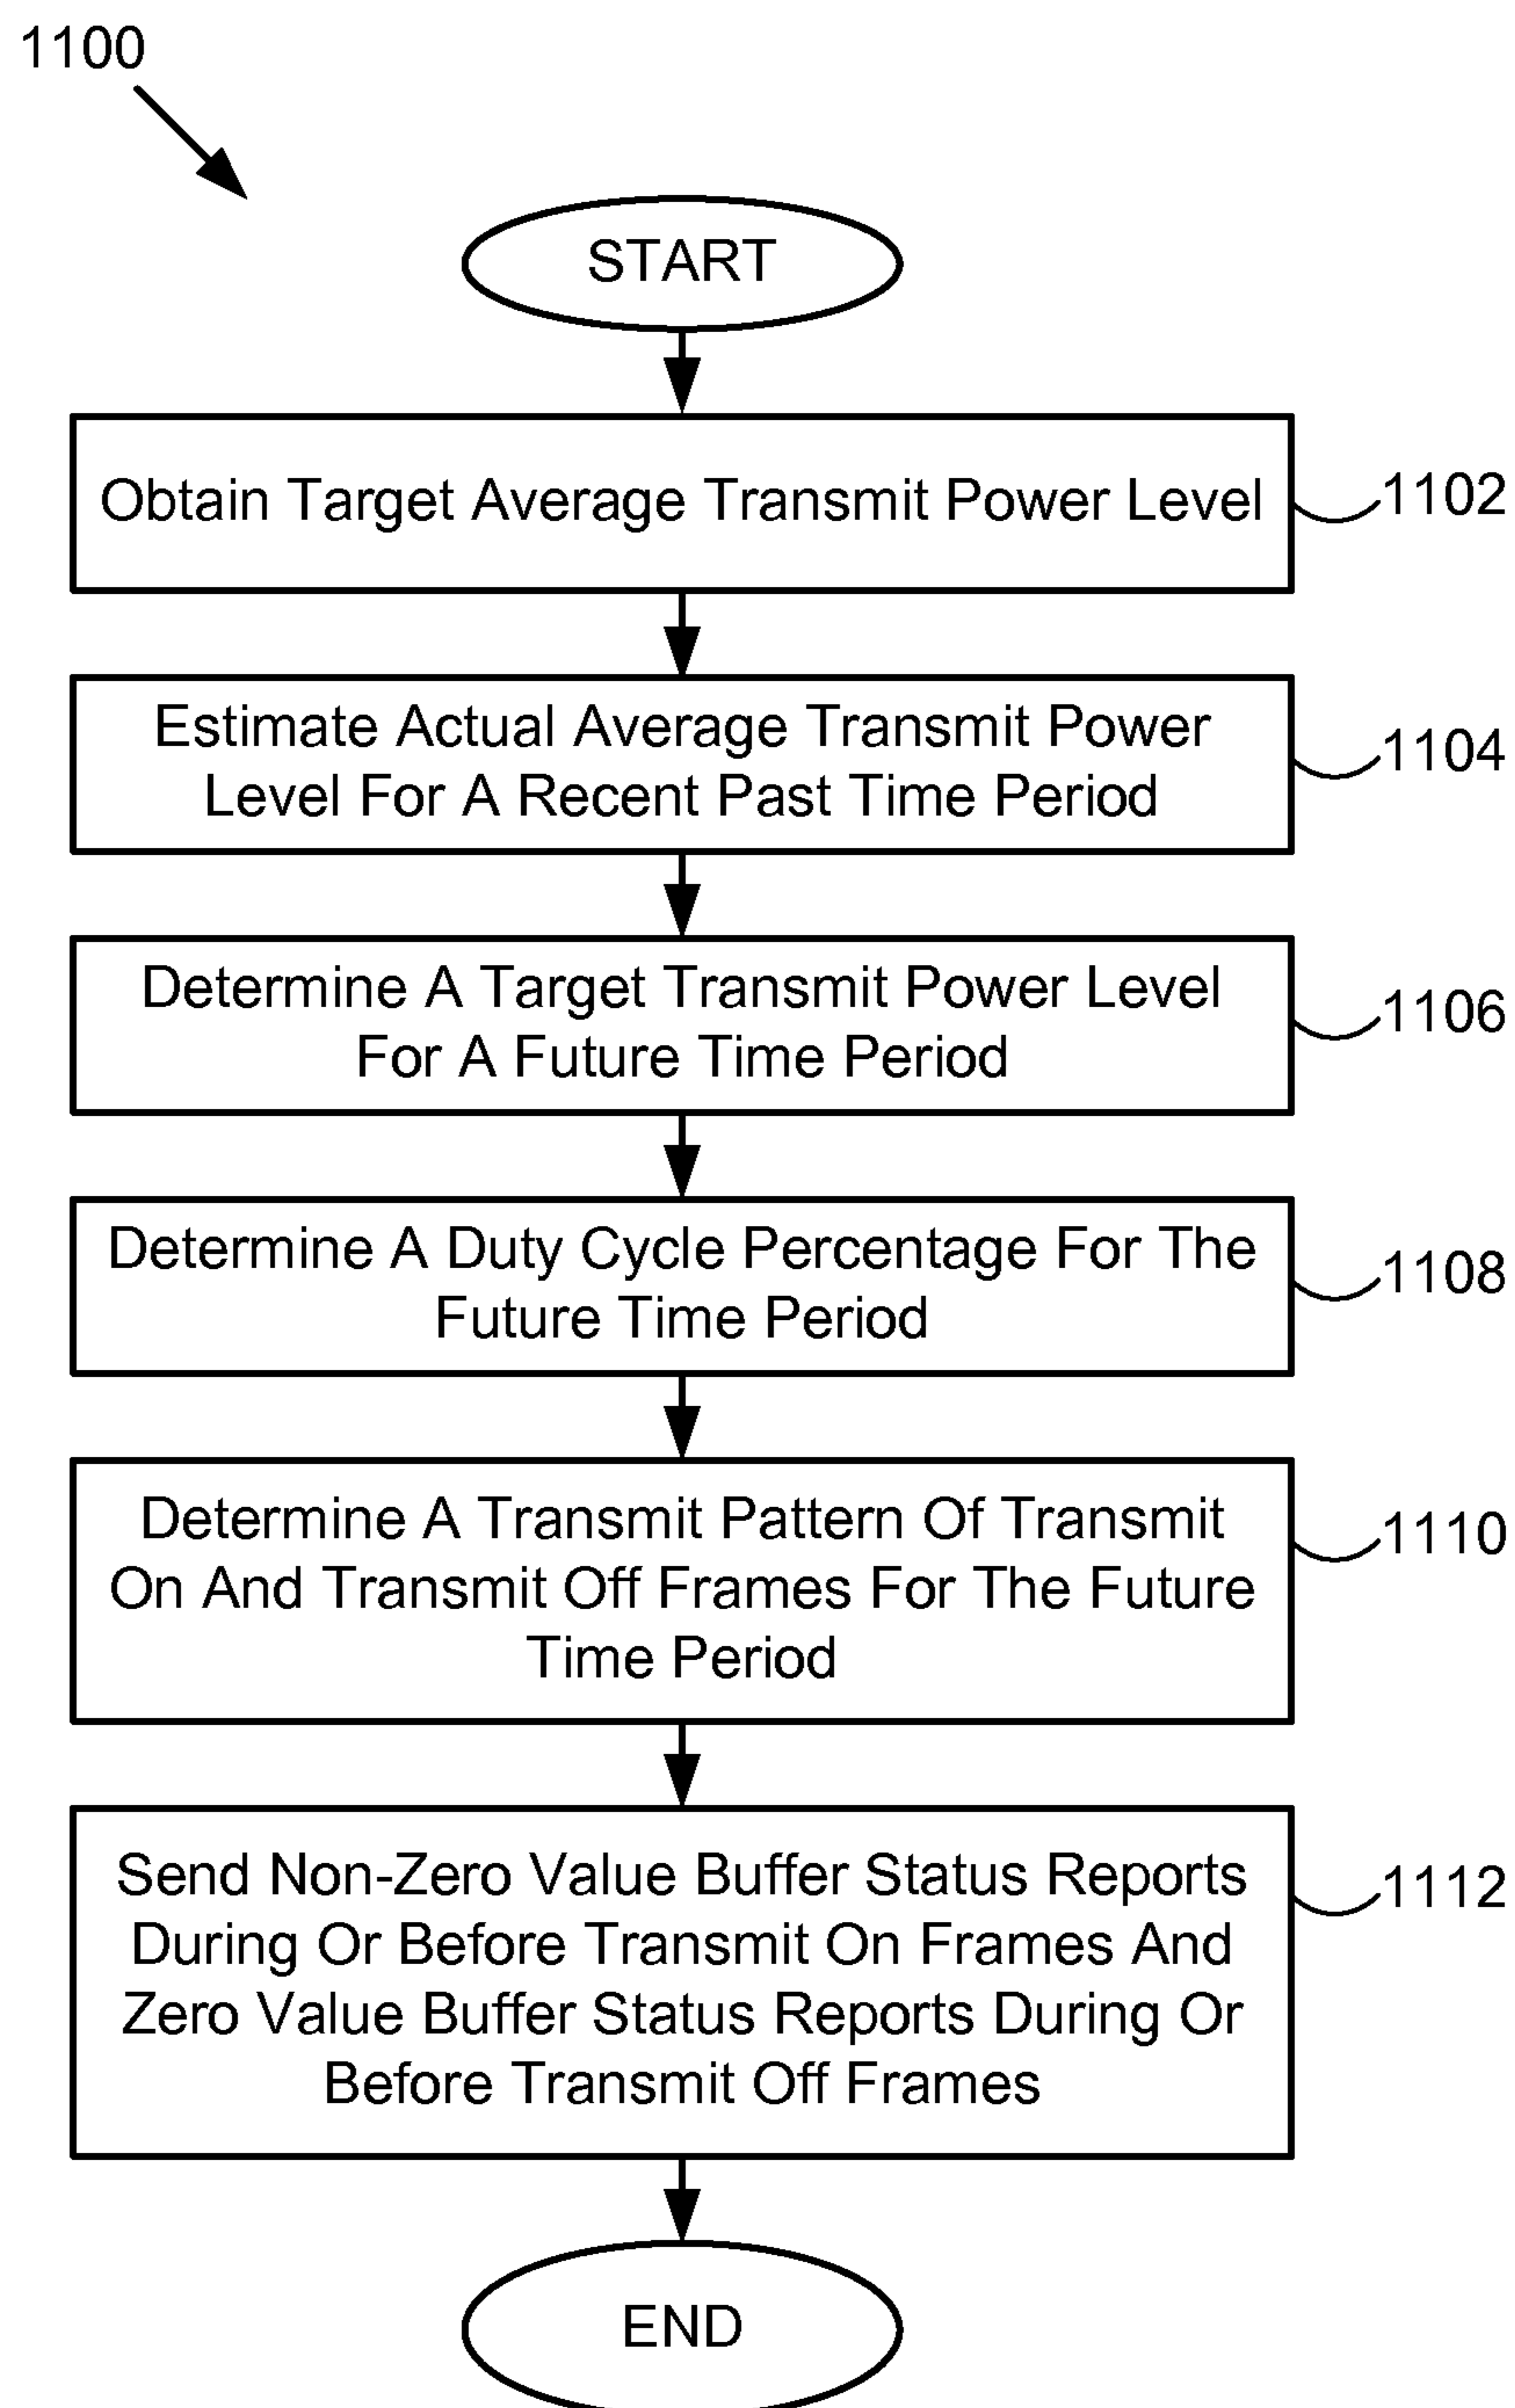 1100
START
Obtain Target Average Transmit Power Level
1102
Estimate Actual Average Transmit Power
Level For A Recent Past Time Period
1104
Determine A Target Transmit Power Level
For A Future Time Period
1106
Determine A Duty Cycle Percentage For The
Future Time Period
1108
Determine A Transmit Pattern Of Transmit
On And Transmit Off Frames For The Future
Time Period
1110
Send Non-Zero Value Buffer Status Reports
During Or Before Transmit On Frames And
Zero Value Buffer Status Reports During Or
Before Transmit Off Frames
1112
END